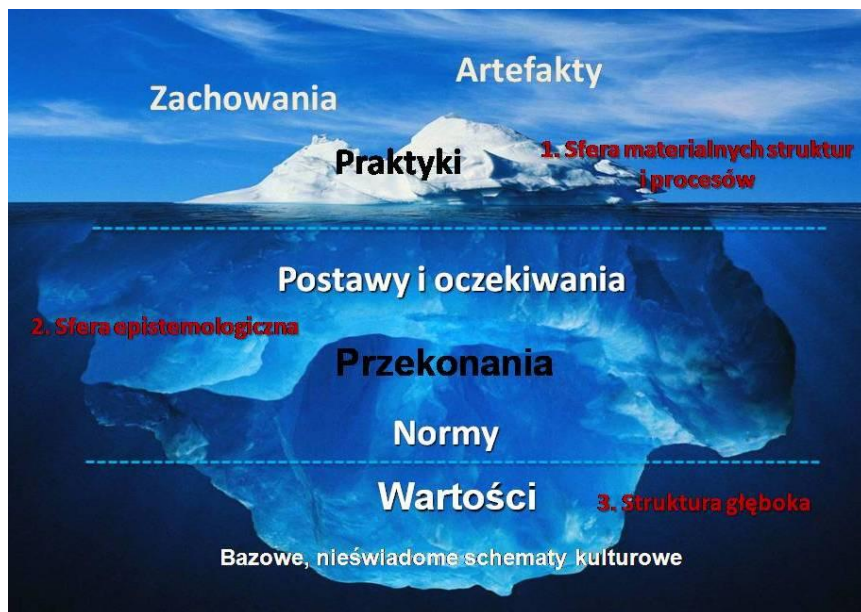 Artefakty
Zachowania
Praktyki
1. Sfera materialnych struktur
i procesów
Postawy i oczekiwania
2. Sfera epistemologiczna
Przekonania
Normy
Wartości
3. Struktura głęboka
Bazowe, nieświadome schematy kulturowe